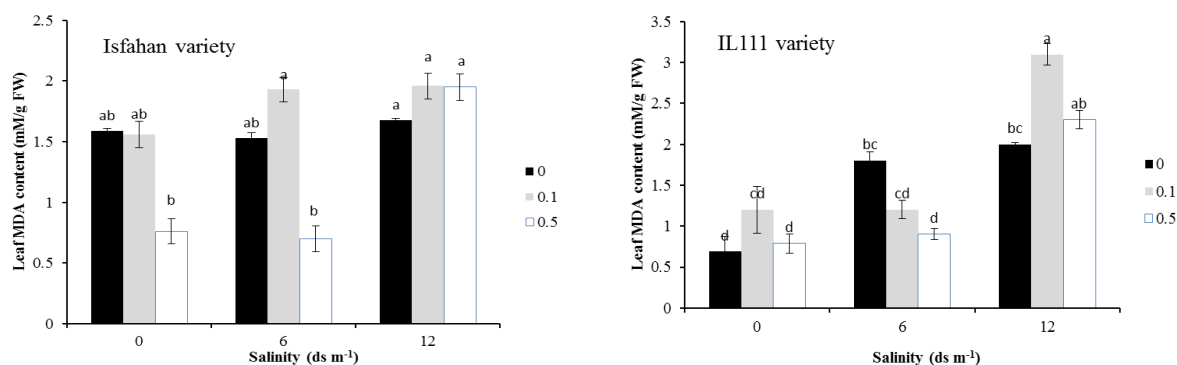 Isfahan variety
Leaf MDA content (mM/g FW)
2.5
2
1.5
1
0.5
0
ab
ab
b
ab
a
b
a
a
a
0
6
12
Salinity (ds m⁻¹)
0
0.1
0.5
IL111 variety
Leaf MDA content (mM/g FW)
3.5
3
2.5
2
1.5
1
0.5
0
d
cd
d
bc
cd
d
bc
a
ab
0
6
12
Salinity (ds m⁻¹)
0
0.1
0.5